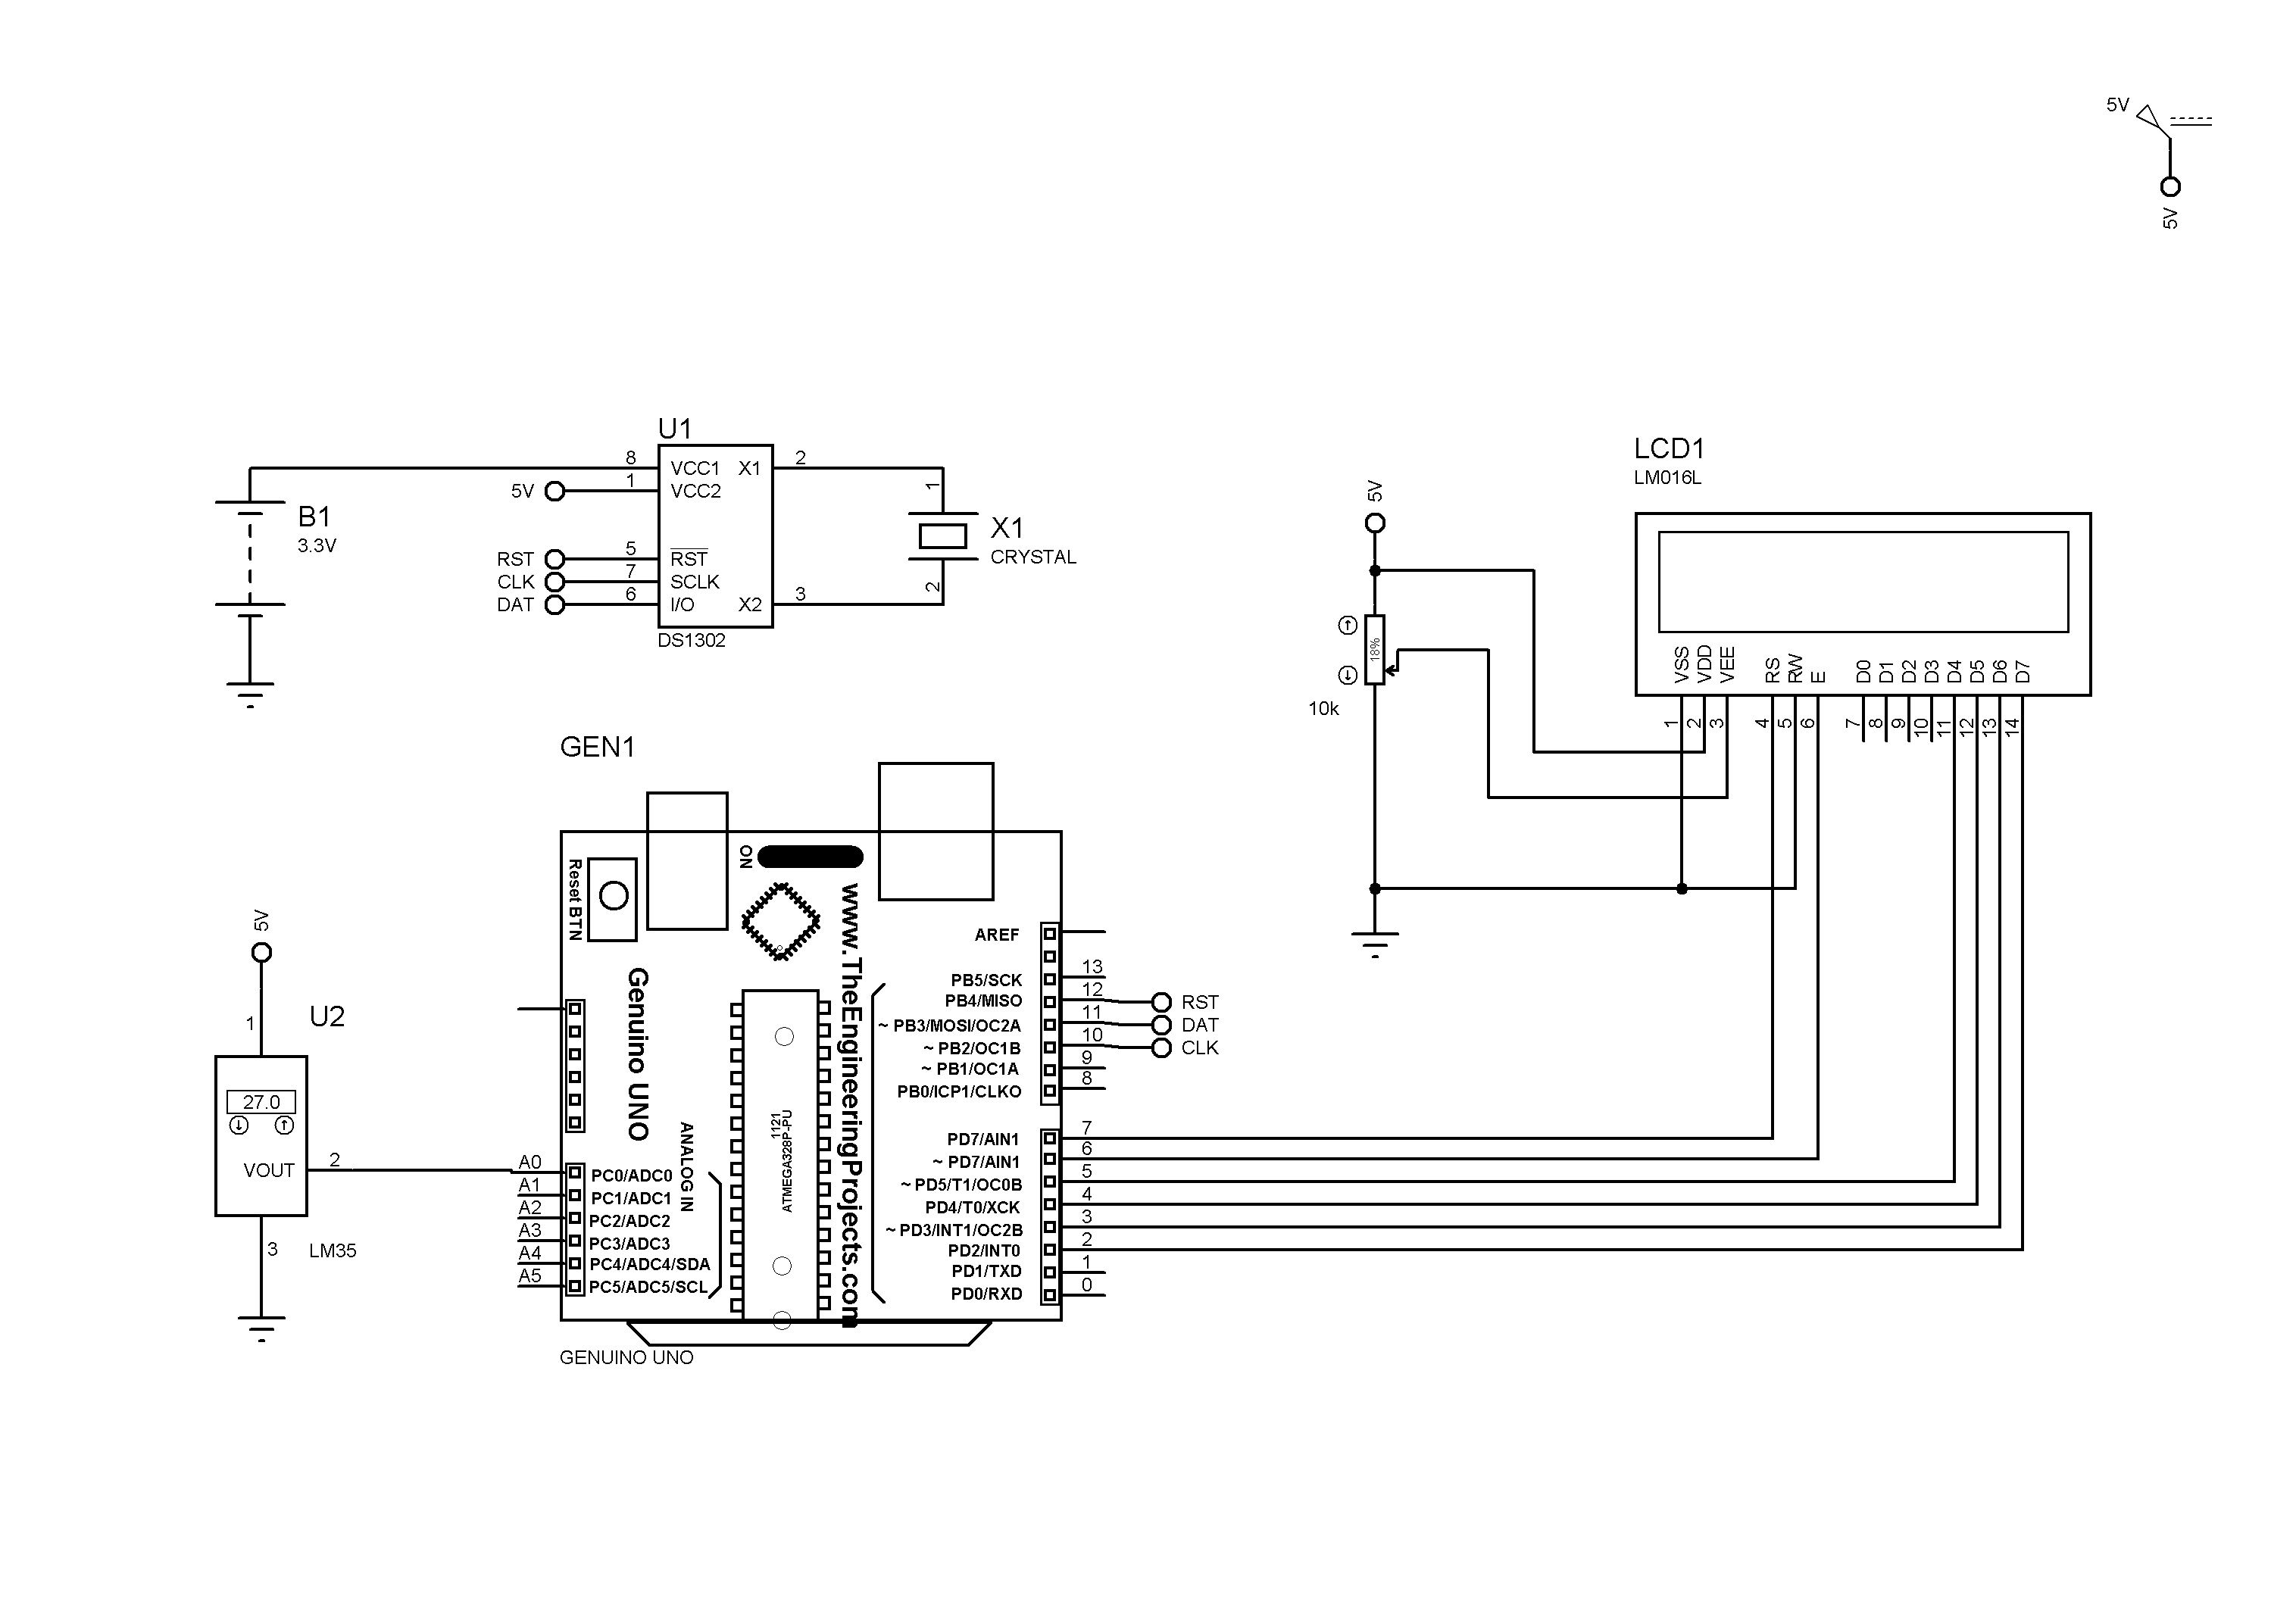 5V
5V
U1
8
VCC1
X1
2
5V
1
VCC2
RST
5
RST
CLK
7
SCLK
DAT
6
I/O
X2
3
DS1302
B1
3.3V
1
X1
CRYSTAL
2
5V
18%
10k
LCD1
LM016L
VSS
VDD
VEE
RS
RW
E
D0
D1
D2
D3
D4
D5
D6
D7
1
2
3
4
5
6
7
8
9
10
11
12
13
14
GEN1
Reset BTN
ON
www.TheEngineeringProjects.com
Genuino UNO
ANALOG IN
1121
ATMEGA328P-PU
AREF
PB5/SCK
13
PB4/MISO
12
RST
~ PB3/MOSI/OC2A
11
DAT
~ PB2/OC1B
10
CLK
~ PB1/OC1A
9
PB0/ICP1/CLKO
8
PD7/AIN1
7
~ PD7/AIN1
6
~ PD5/T1/OC0B
5
PD4/T0/XCK
4
~ PD3/INT1/OC2B
3
PD2/INT0
2
PD1/TXD
1
PD0/RXD
0
A0
PC0/ADC0
A1
PC1/ADC1
A2
PC2/ADC2
A3
PC3/ADC3
A4
PC4/ADC4/SDA
A5
PC5/ADC5/SCL
GENUINO UNO
5V
1
U2
27.0
VOUT
2
3
LM35